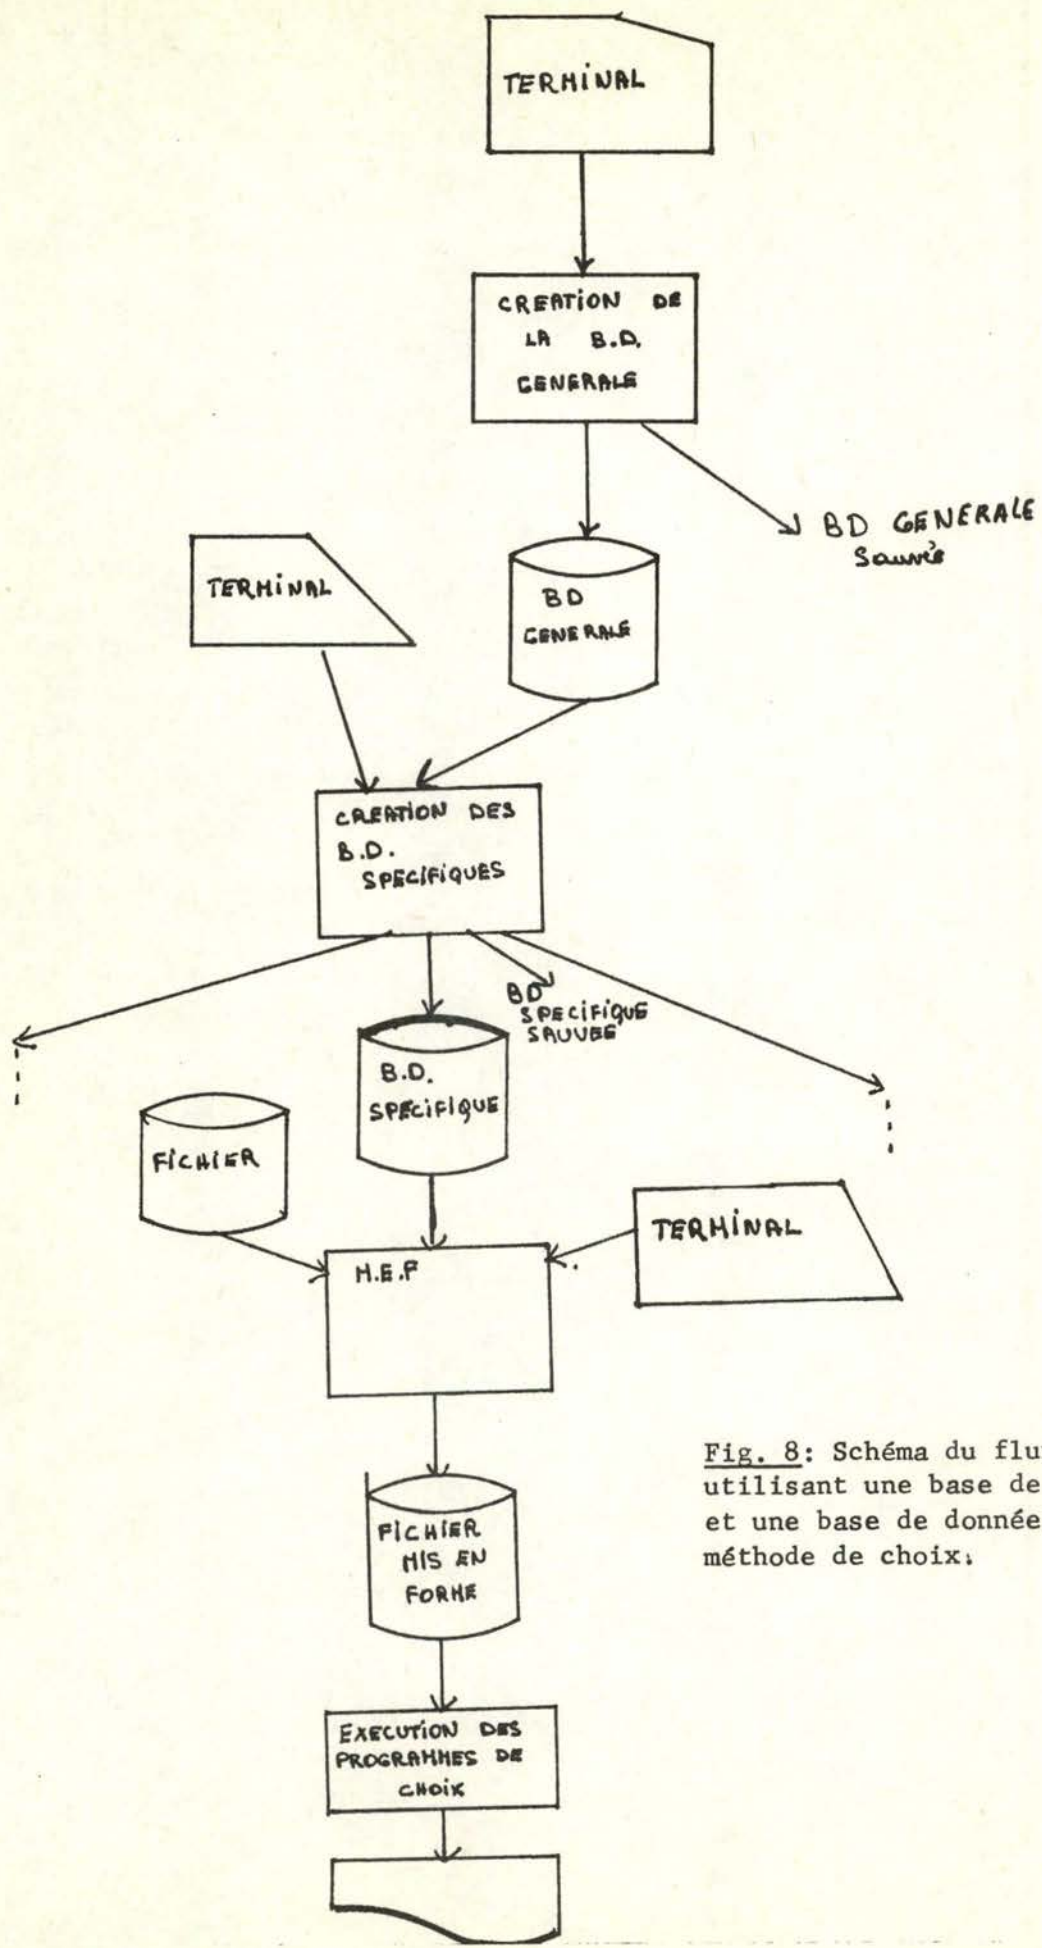 TERMINAL
CREATION DE
LA B.D.
GENERALE
BD GENERALE
Sauvée
TERMINAL
BD
GENERALE
CREATION DES
B.D.
SPECIFIQUES
BD
SPECIFIQUE
SAUVEE
B.D.
SPECIFIQUE
FICHIER
TERMINAL
M.E.F
Fig. 8: Schéma du flu
utilisant une base de
et une base de donnée
méthode de choix.
FICHIER
MIS EN
FORME
EXECUTION DES
PROGRAMMES DE
CHOIX